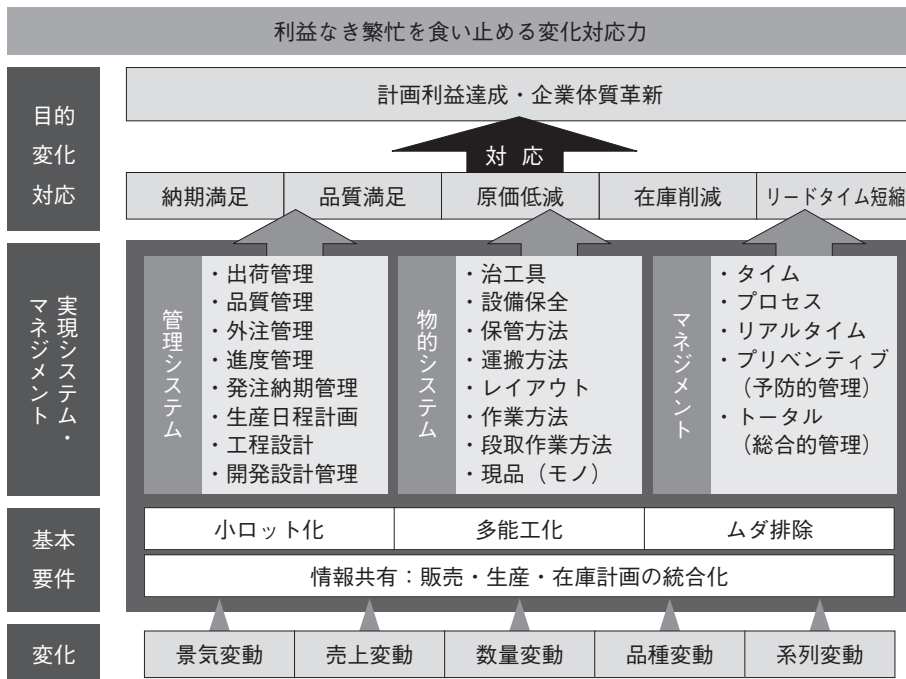 利益なき繁忙を食い止める変化対応力
目的
変化
対応
計画利益達成・企業体質革新
対応
納期満足
品質満足
原価低減
在庫削減
リードタイム短縮
実現システム・
マネジメント
管理システム
・出荷管理
・品質管理
・外注管理
・進度管理
・発注納期管理
・生産日程計画
・工程設計
・開発設計管理
物的システム
・治工具
・設備保全
・保管方法
・運搬方法
・レイアウト
・作業方法
・段取作業方法
・現品（モノ）
マネジメント
・タイム
・プロセス
・リアルタイム
・プリベンティブ
（予防的管理）
・トータル
（総合的管理）
基本
要件
小ロット化
多能工化
ムダ排除
情報共有：販売・生産・在庫計画の統合化
変化
景気変動
売上変動
数量変動
品種変動
系列変動